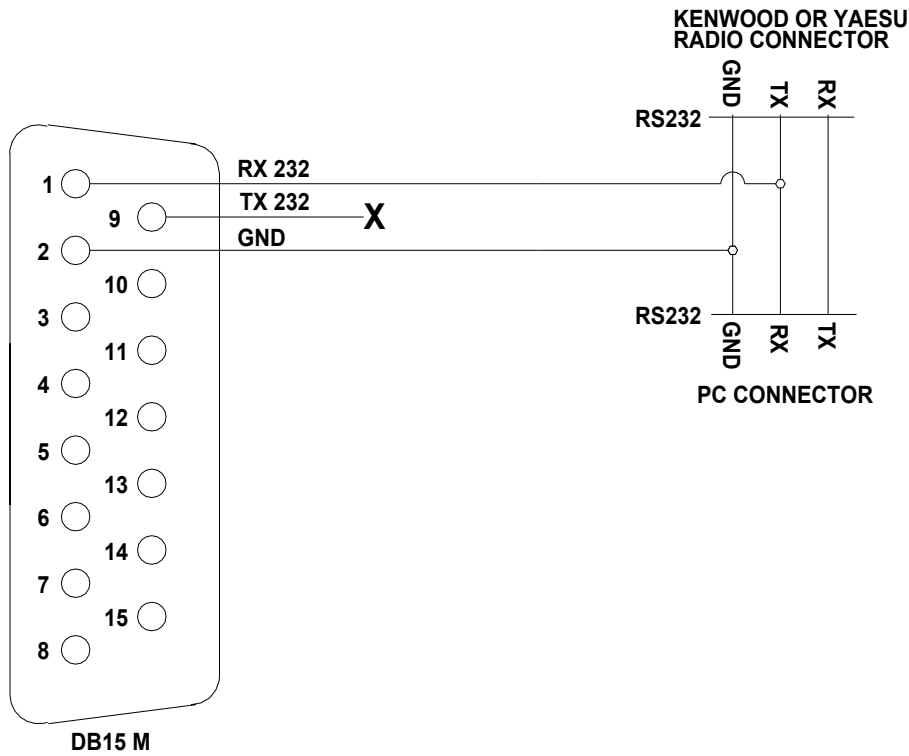 KENWOOD OR YAESU
RADIO CONNECTOR
GND TX RX
RS232
1 RX 232
9 TX 232 X
2 GND
10
3
RS232
11
GND RX TX
4
PC CONNECTOR
12
5
13
6
14
7
15
8
DB15 M